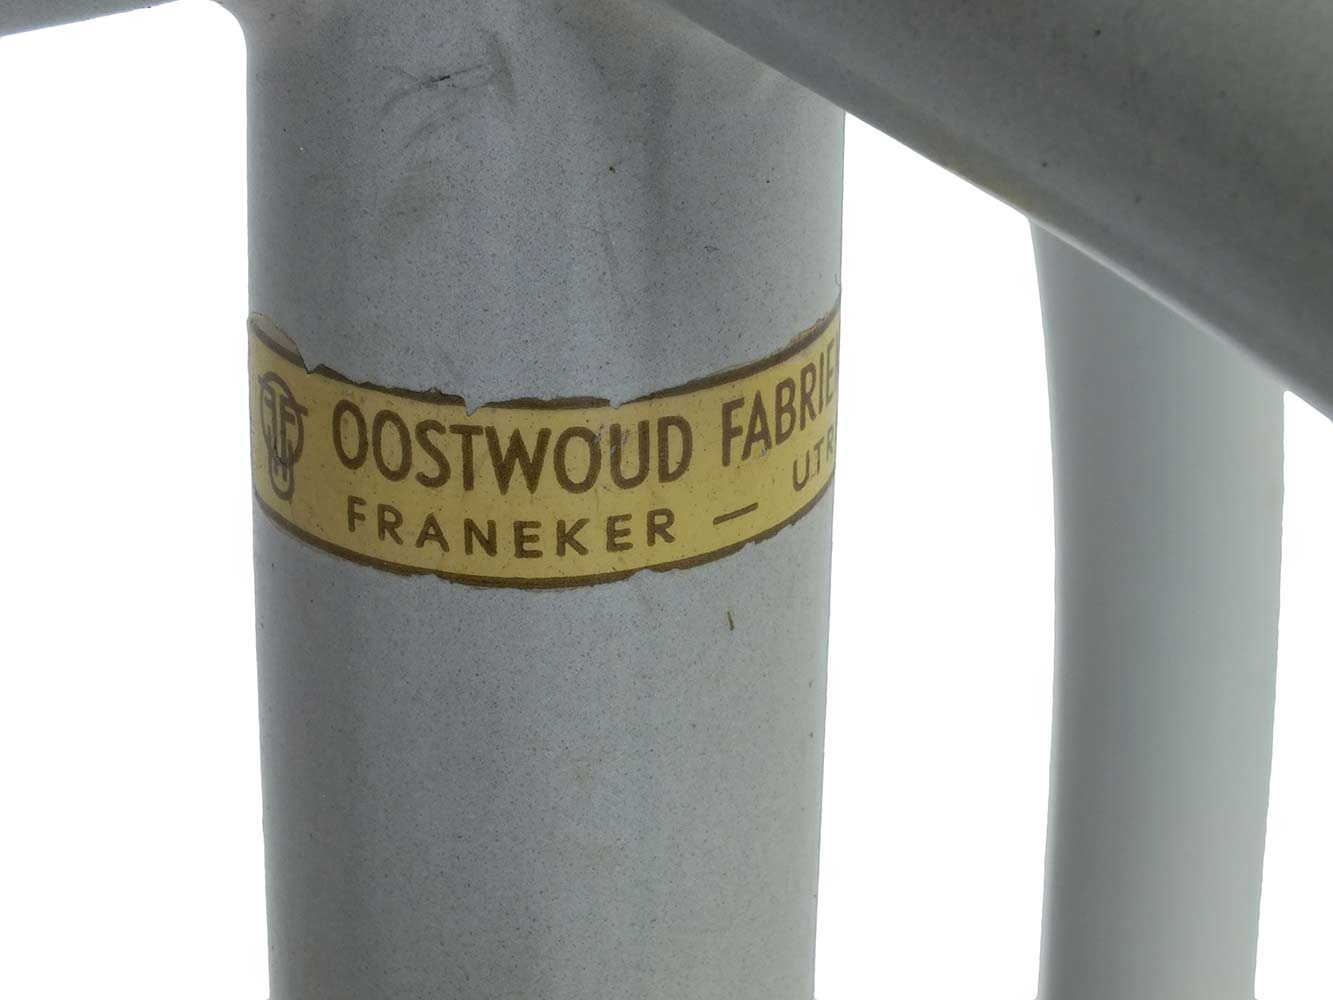 OOSTWOUD FABRIE
FRANEKER — UTR